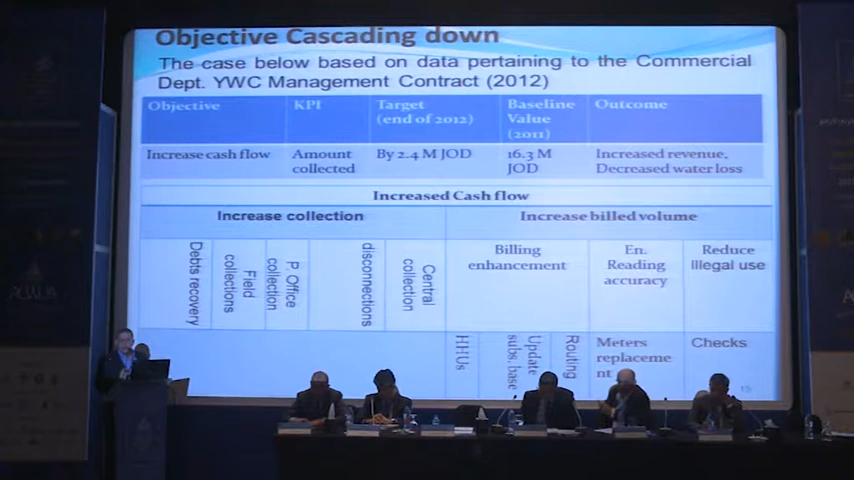 Objective Cascading down
The case below based on data pertaining to the Commercial
Dept. YWC Management Contract (2012)
Objective KPI Target Baseline Outcome
(end of 2012) Value
(2011)
Increase cash flow Amount By 2.4 M JOD 16.3 M Increased revenue,
collected JOD Decreased water loss
Increased Cash flow
Increase collection Increase billed volume
Debts recovery
Field
collections
P. Office
collection
disconnections
Central
collection
Billing
enhancement
En.
Reading
accuracy
Reduce
Illegal use
HHUs
Update
subs. base
Routing
Meters
replaceme
nt
Checks
15
ACWUA